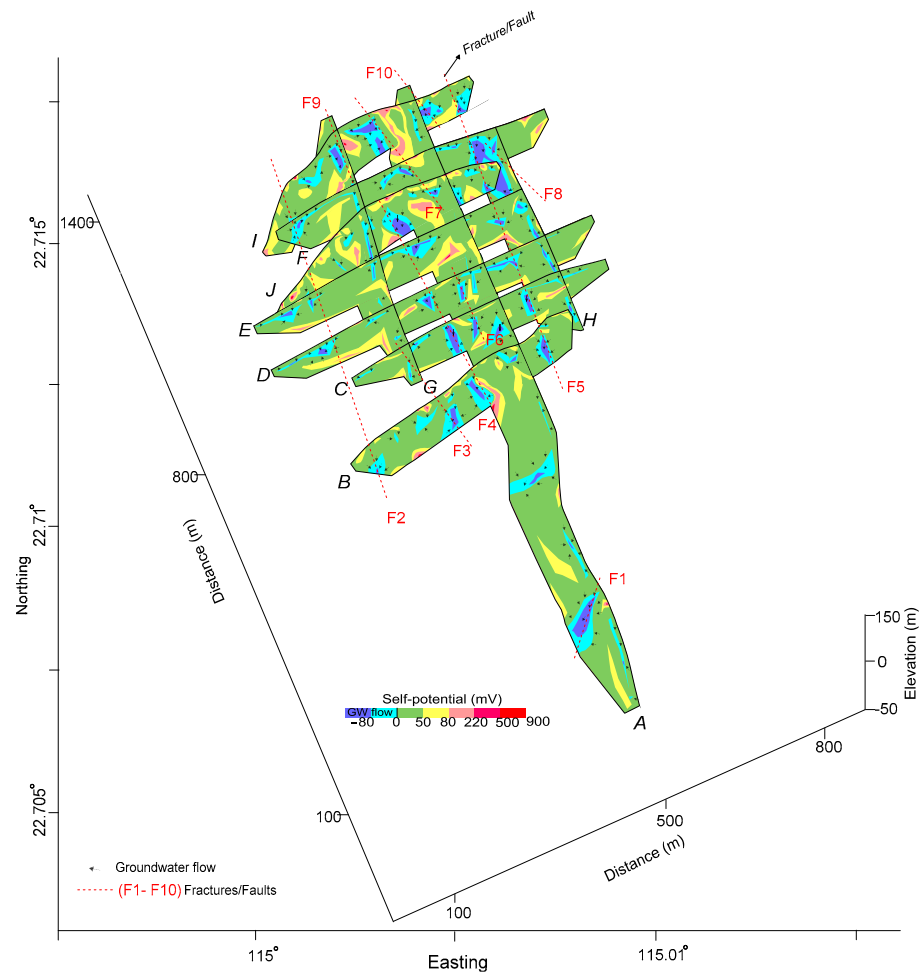 Fracture/Fault
F10
F9
F8
1400
22.715°
I
F
F7
J
E
H
F6
D
C
G
F5
F4
F3
B
800
F2
22.71°
Distance (m)
Northing
F1
150
0
-50
Elevation (m)
Self-potential (mV)
GW flow
-80 0 50 80 220 500 900
A
800
22.705°
100
500
Distance (m)
Groundwater flow
(F1- F10) Fractures/Faults
100
115° 115.01°
Easting